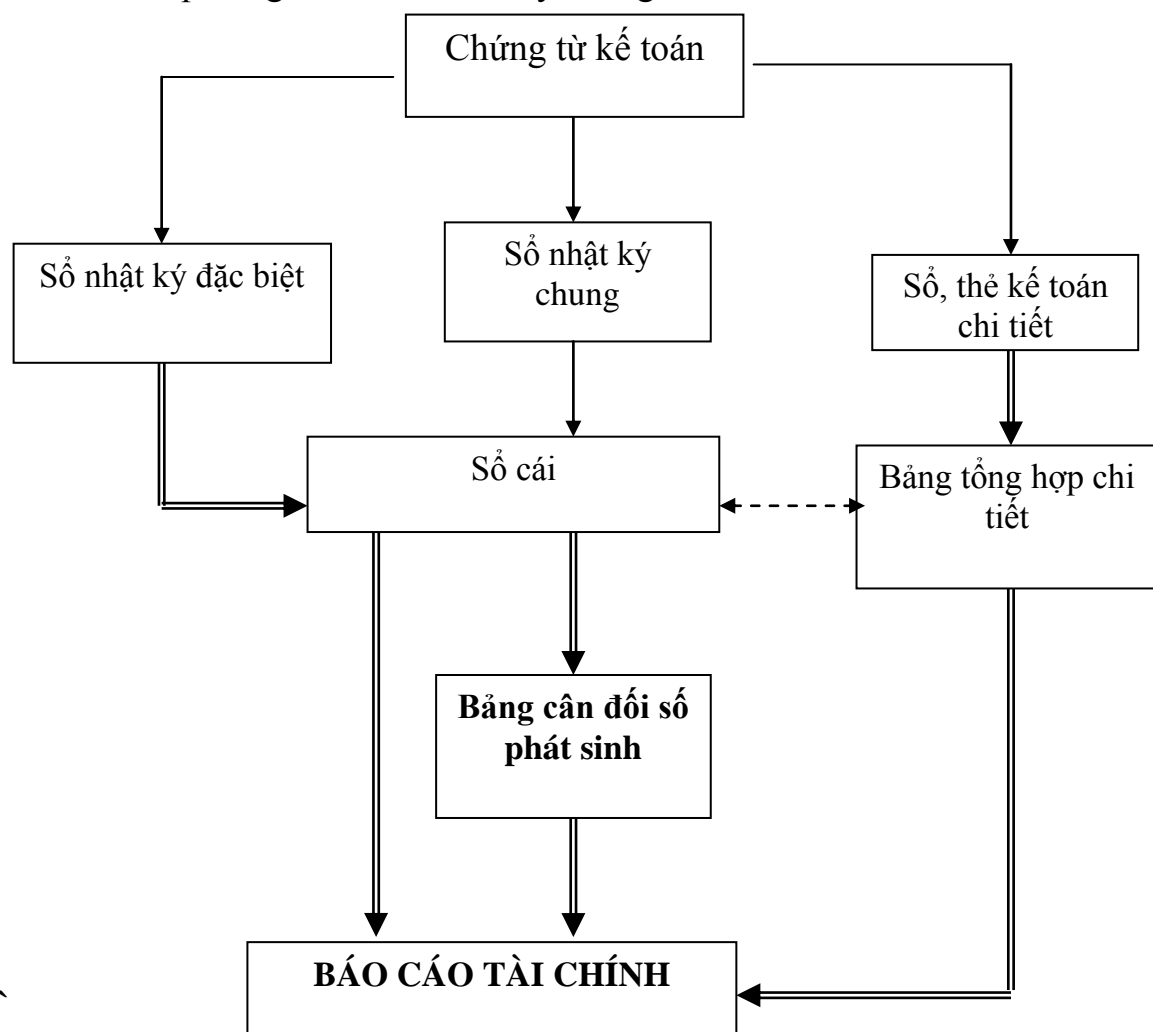 Chứng từ kế toán
Sổ nhật ký đặc biệt
Sổ nhật ký
chung
Sổ, thẻ kế toán
chi tiết
Sổ cái
Bảng tổng hợp chi
tiết
Bảng cân đối số
phát sinh
BÁO CÁO TÀI CHÍNH